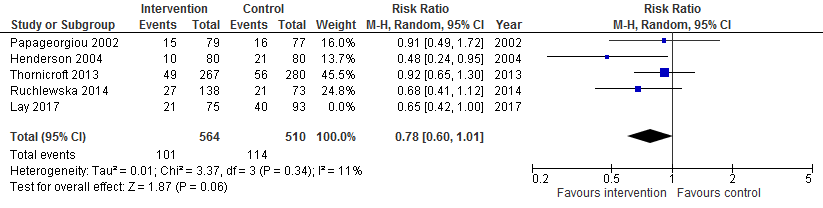 Intervention Control Risk Ratio Risk Ratio
Study or Subgroup Events Total Events Total Weight M-H, Random, 95% CI Year M-H, Random, 95% CI
Papageorgiou 2002 15 79 16 77 16.0% 0.91 [0.49, 1.72] 2002
Henderson 2004 10 80 21 80 13.7% 0.48 [0.24, 0.95] 2004
Thornicroft 2013 49 267 56 280 45.5% 0.92 [0.65, 1.30] 2013
Ruchlewska 2014 27 138 21 73 24.8% 0.68 [0.41, 1.12] 2014
Lay 2017 21 75 40 93 0.0% 0.65 [0.42, 1.00] 2017
Total (95% CI) 564 510 100.0% 0.78 [0.60, 1.01]
Total events 101 114
Heterogeneity: Tau² = 0.01; Chi² = 3.37, df = 3 (P = 0.34); I² = 11%
Test for overall effect: Z = 1.87 (P = 0.06)
0.2 0.5 1 2 5
Favours intervention Favours control